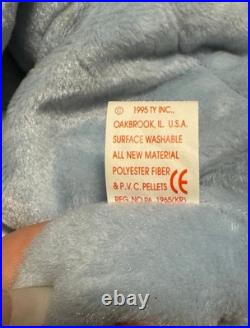 © 1995 TY INC.,
OAKBROOK, IL. U.S.A.
SURFACE WASHABLE
ALL NEW MATERIAL
POLYESTER FIBER
& P.V.C. PELLETS CE
REG. NO PA. 1965(KR)